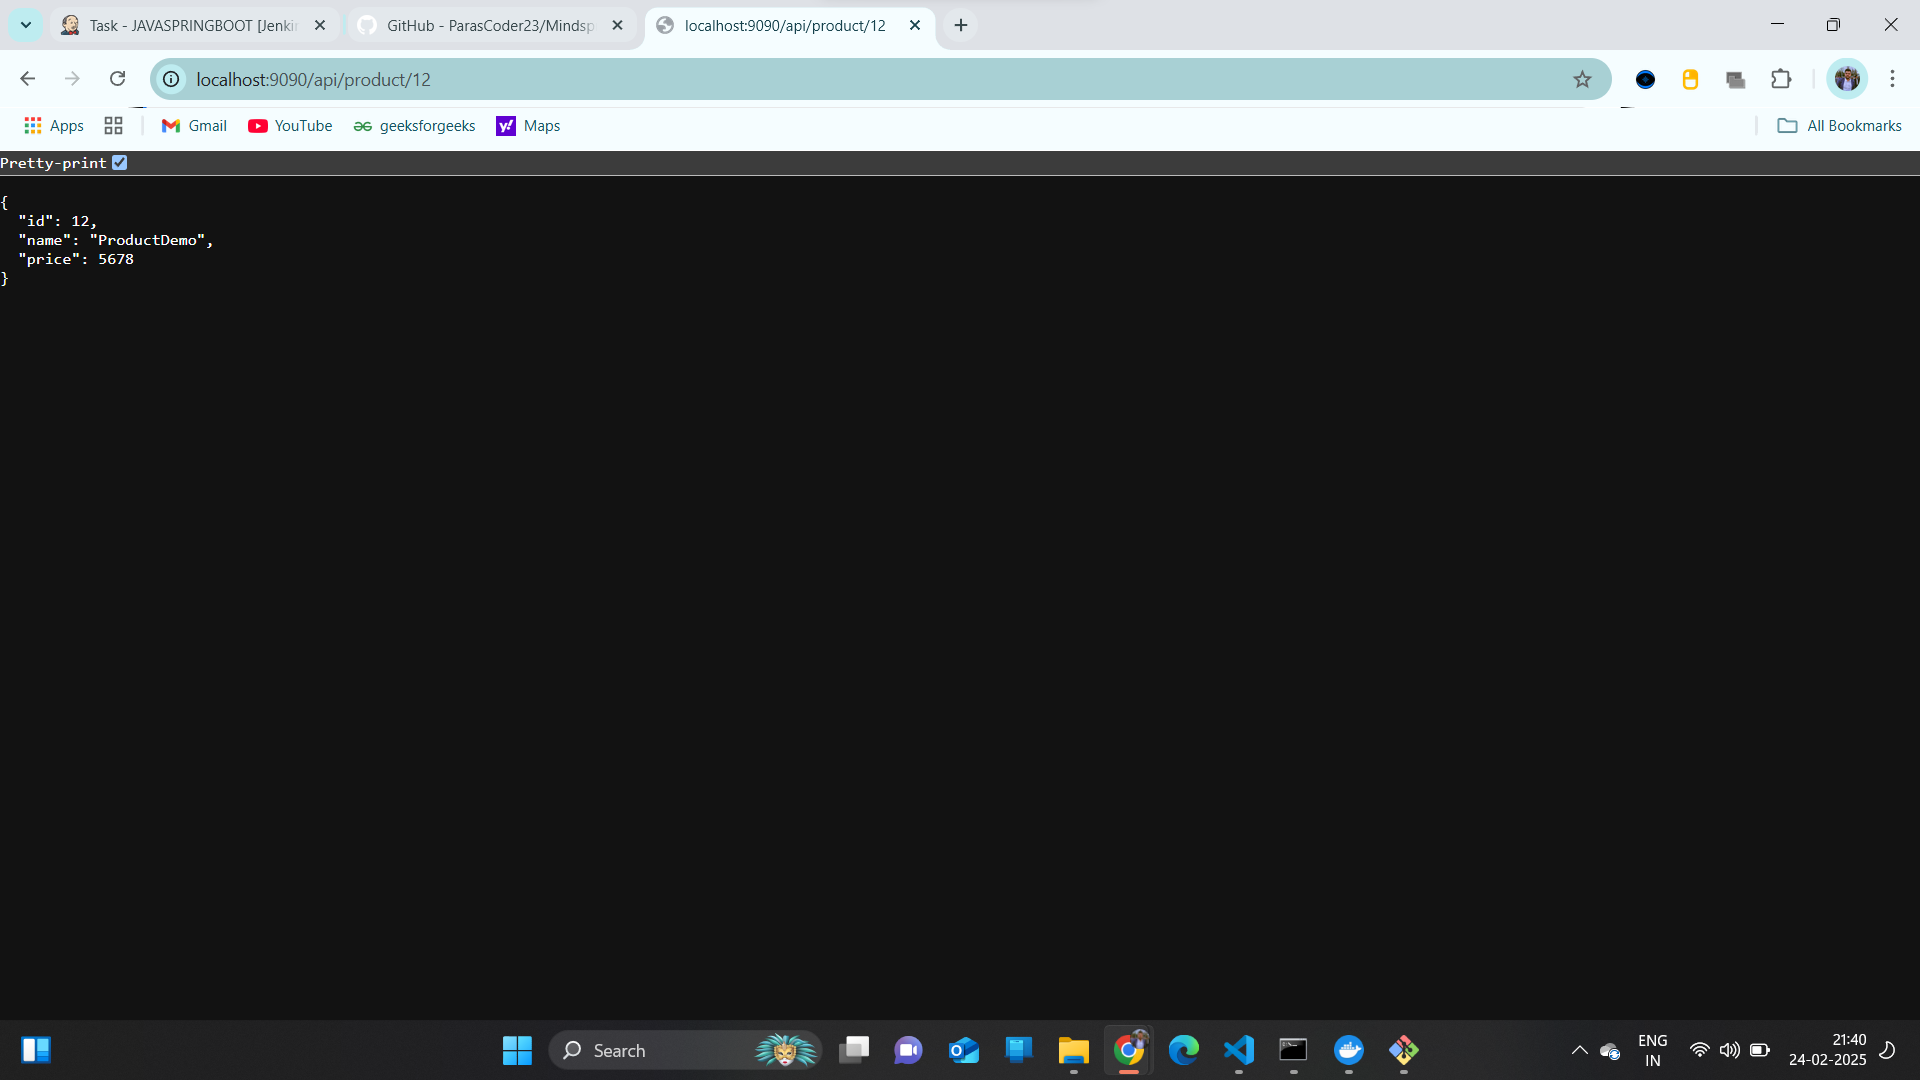 Task - JAVASPRINGBOOT [Jenki
GitHub - ParasCoder23/Mindsp
localhost:9090/api/product/12
localhost:9090/api/product/12
Apps
Gmail
YouTube
geeksforgeeks
y!
Maps
All Bookmarks
Pretty-print
{
"id": 12,
"name": "ProductDemo",
"price": 5678
}
Search
ENG
IN
21:40
24-02-2025